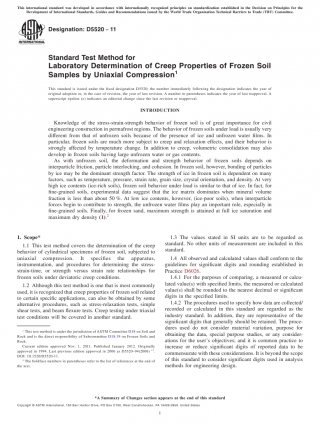 This international standard was developed in accordance with internationally recognized principles on standardization established in the Decision on Principles for the
Development of International Standards, Guides and Recommendations issued by the World Trade Organization Technical Barriers to Trade (TBT) Committee.
Designation: D5520 − 11
INTERNATIONAL
Standard Test Method for
Laboratory Determination of Creep Properties of Frozen Soil
Samples by Uniaxial Compression1
This standard is issued under the fixed designation D5520; the number immediately following the designation indicates the year of
original adoption or, in the case of revision, the year of last revision. A number in parentheses indicates the year of last reapproval. A
superscript epsilon (ε) indicates an editorial change since the last revision or reapproval.
INTRODUCTION
Knowledge of the stress-strain-strength behavior of frozen soil is of great importance for civil
engineering construction in permafrost regions. The behavior of frozen soils under load is usually very
different from that of unfrozen soils because of the presence of ice and unfrozen water films. In
particular, frozen soils are much more subject to creep and relaxation effects, and their behavior is
strongly affected by temperature change. In addition to creep, volumetric consolidation may also
develop in frozen soils having large unfrozen water or gas contents.
As with unfrozen soil, the deformation and strength behavior of frozen soils depends on
interparticle friction, particle interlocking, and cohesion. In frozen soil, however, bonding of particles
by ice may be the dominant strength factor. The strength of ice in frozen soil is dependent on many
factors, such as temperature, pressure, strain rate, grain size, crystal orientation, and density. At very
high ice contents (ice-rich soils), frozen soil behavior under load is similar to that of ice. In fact, for
fine-grained soils, experimental data suggest that the ice matrix dominates when mineral volume
fraction is less than about 50 %. At low ice contents, however, (ice-poor soils), when interparticle
forces begin to contribute to strength, the unfrozen water films play an important role, especially in
fine-grained soils. Finally, for frozen sand, maximum strength is attained at full ice saturation and
maximum dry density (1).2
1. Scope*
1.1 This test method covers the determination of the creep
behavior of cylindrical specimens of frozen soil, subjected to
uniaxial compression. It specifies the apparatus,
instrumentation, and procedures for determining the stress-
strain-time, or strength versus strain rate relationships for
frozen soils under deviatoric creep conditions.
1.2 Although this test method is one that is most commonly
used, it is recognized that creep properties of frozen soil related
to certain specific applications, can also be obtained by some
alternative procedures, such as stress-relaxation tests, simple
shear tests, and beam flexure tests. Creep testing under triaxial
test conditions will be covered in another standard.
1 This test method is under the jurisdiction of ASTM Committee D18 on Soil and
Rock and is the direct responsibility of Subcommittee D18.19 on Frozen Soils and
Rock.
Current edition approved Nov. 1, 2011. Published January 2012. Originally
approved in 1994. Last previous edition approved in 2006 as D5520–94(2006)ε1.
DOI: 10.1520/D5520-11.
2 The boldface numbers in parentheses refer to the list of references at the end of
the text.
1.3 The values stated in SI units are to be regarded as
standard. No other units of measurement are included in this
standard.
1.4 All observed and calculated values shall conform to the
guidelines for significant digits and rounding established in
Practice D6026.
1.4.1 For the purposes of comparing, a measured or calcu-
lated value(s) with specified limits, the measured or calculated
value(s) shall be rounded to the nearest decimal or significant
digits in the specified limits.
1.4.2 The procedures used to specify how data are collected/
recorded or calculated in this standard are regarded as the
industry standard. In addition, they are representative of the
significant digits that generally should be retained. The proce-
dures used do not consider material variation, purpose for
obtaining the data, special purpose studies, or any consider-
ations for the user's objectives; and it is common practice to
increase or reduce significant digits of reported data to be
commensurate with these considerations. It is beyond the scope
of this standard to consider significant digits used in analysis
methods for engineering design.
*A Summary of Changes section appears at the end of this standard
Copyright © ASTM International, 100 Barr Harbor Drive, PO Box C700, West Conshohocken, PA 19428-2959. United States
1